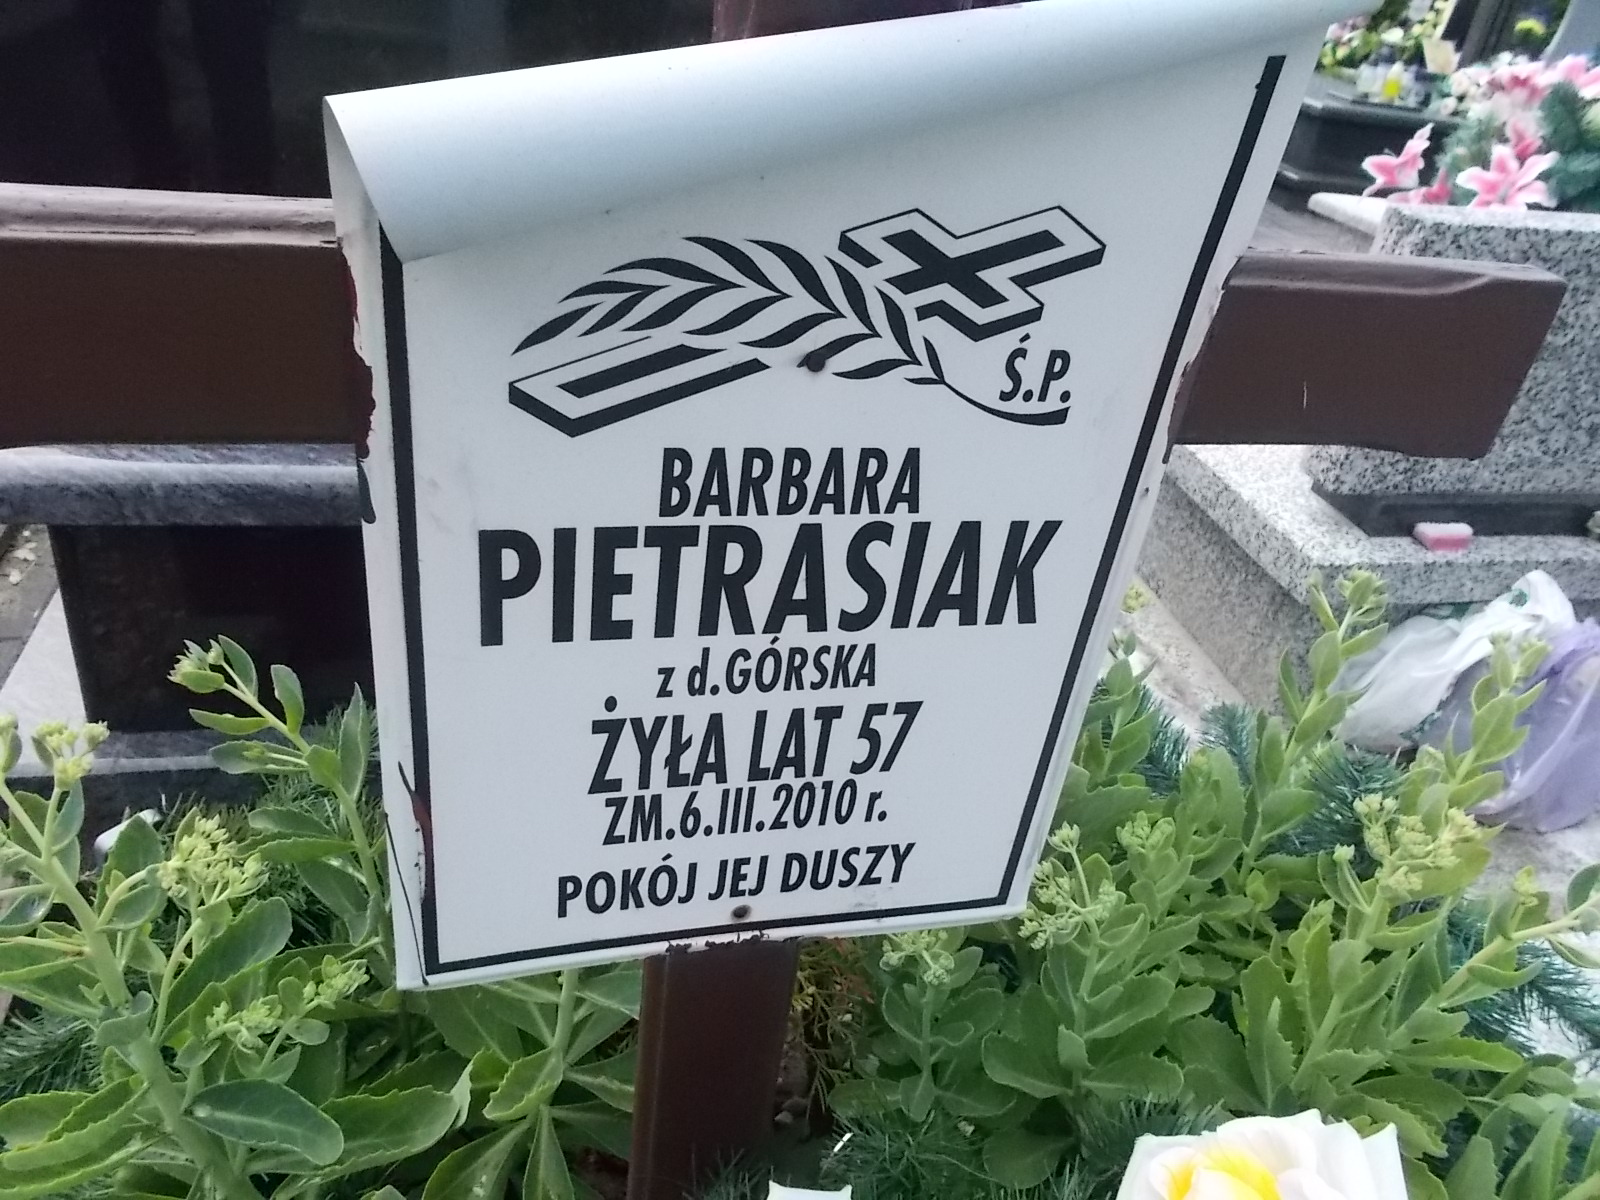 Ś.P.
BARBARA
PIETRASIAK
z d.GÓRSKA
ŻYŁA LAT 57
ZM.6.III.2010 r.
POKÓJ JEJ DUSZY